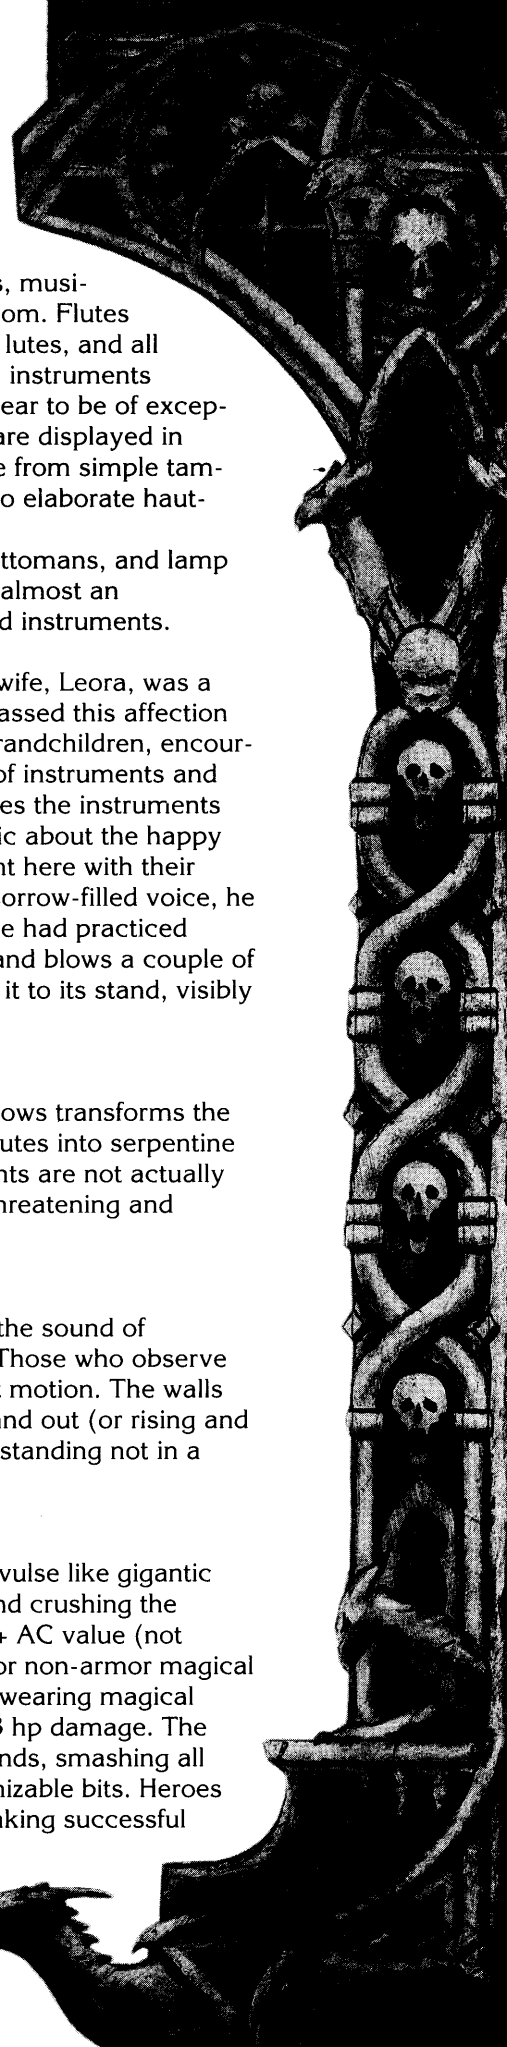 s, musi-
om. Flutes
lutes, and all
instruments
ear to be of excep-
are displayed in
e from simple tam-
o elaborate haut-
ttomans, and lamp
almost an
d instruments.
wife, Leora, was a
assed this affection
randchildren, encour-
of instruments and
es the instruments
ic about the happy
nt here with their
orrow-filled voice, he
e had practiced
and blows a couple of
it to its stand, visibly
ows transforms the
utes into serpentine
nts are not actually
hreatening and
the sound of
Those who observe
t motion. The walls
and out (or rising and
standing not in a
vulse like gigantic
nd crushing the
+ AC value (not
or non-armor magical
wearing magical
3 hp damage. The
nds, smashing all
nizable bits. Heroes
aking successful